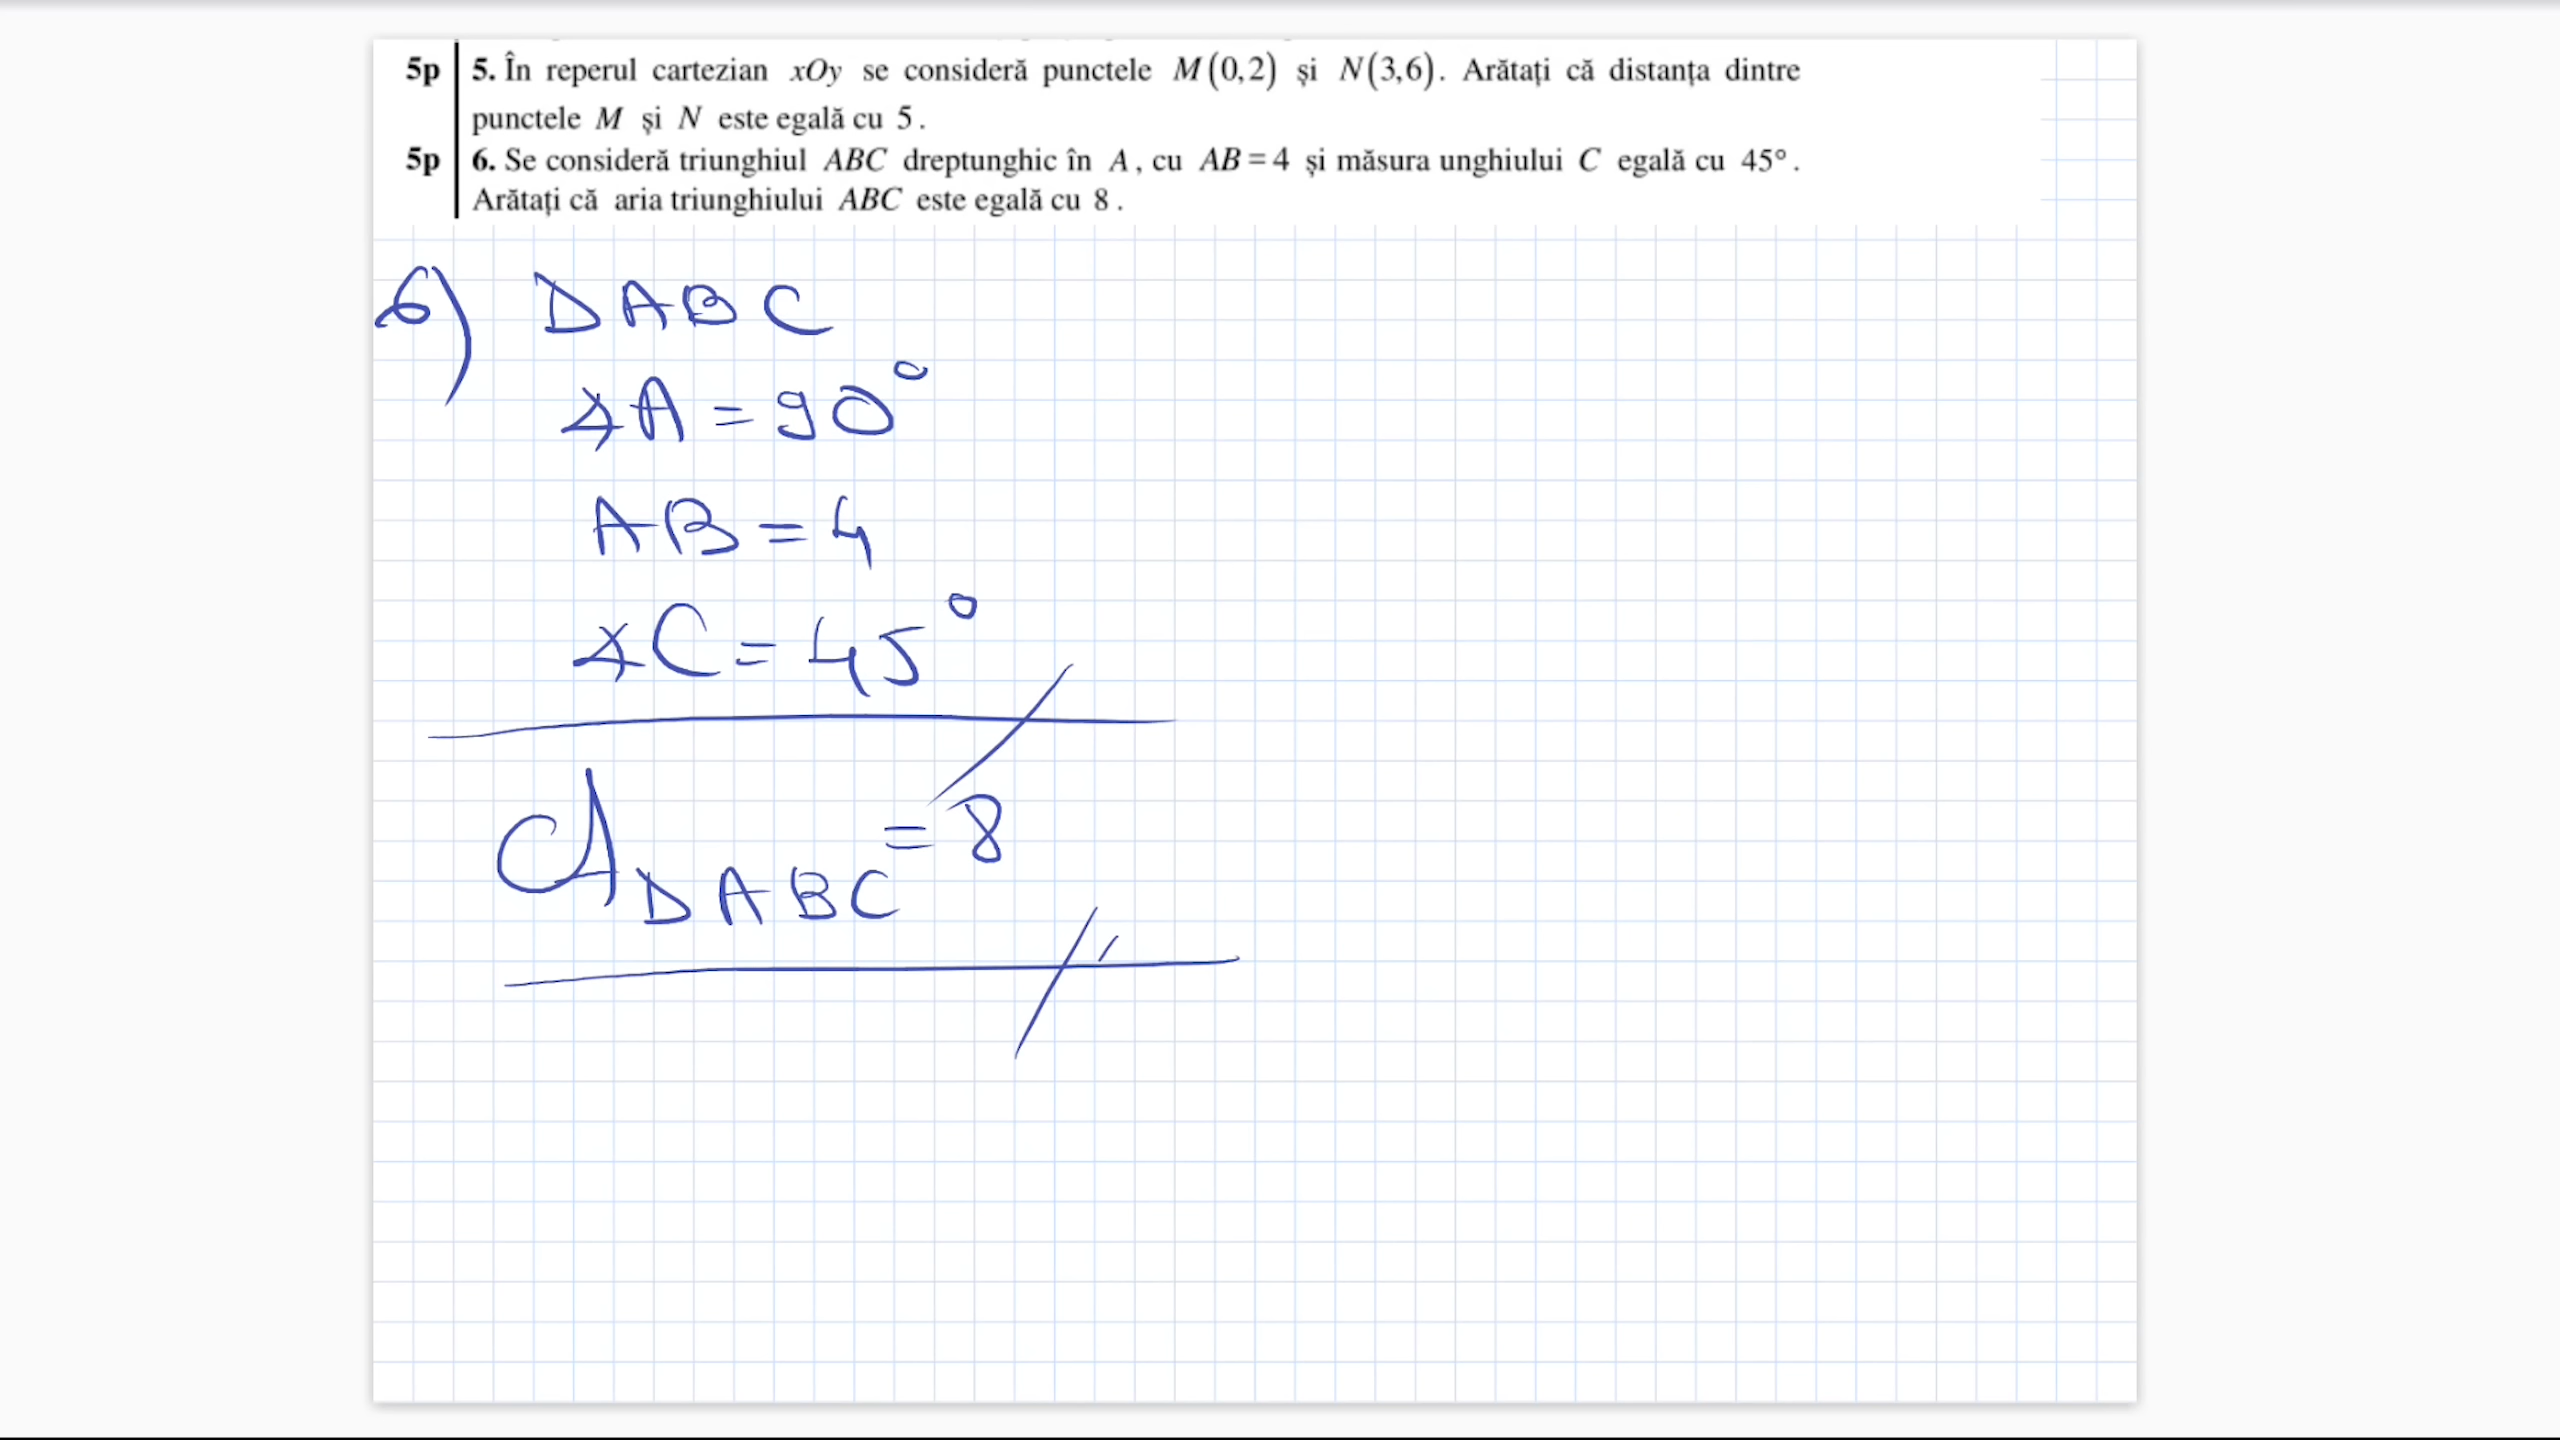 5p 5. În reperul cartezian xOy se consideră punctele M(0,2) și N(3,6). Arătați că distanța dintre
punctele M și N este egală cu 5.
5p 6. Se consideră triunghiul ABC dreptunghic în A, cu AB=4 și măsura unghiului C egală cu 45°.
Arătați că aria triunghiului ABC este egală cu 8.
6) Δ ABC
∢A = 90°
AB = 4
∢C = 45°
A Δ ABC = 8